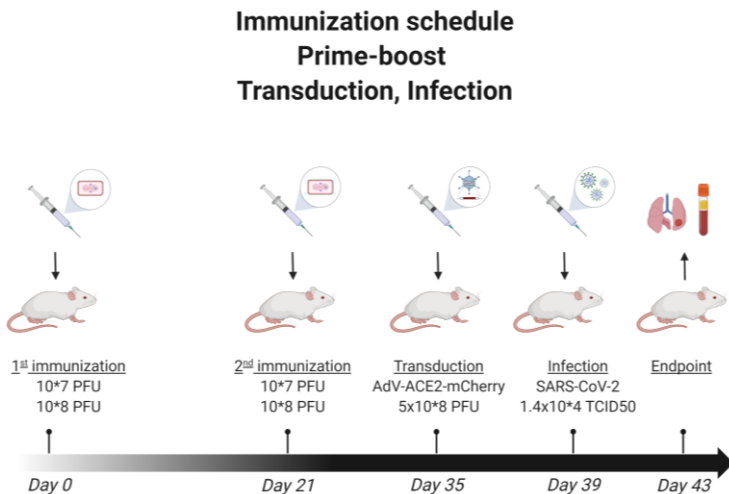 Immunization schedule
Prime-boost
Transduction, Infection
1st immunization
10*7 PFU
10*8 PFU
2nd immunization
10*7 PFU
10*8 PFU
Transduction
AdV-ACE2-mCherry
5x10*8 PFU
Infection
SARS-CoV-2
1.4x10*4 TCID50
Endpoint
Day 0
Day 21
Day 35
Day 39
Day 43